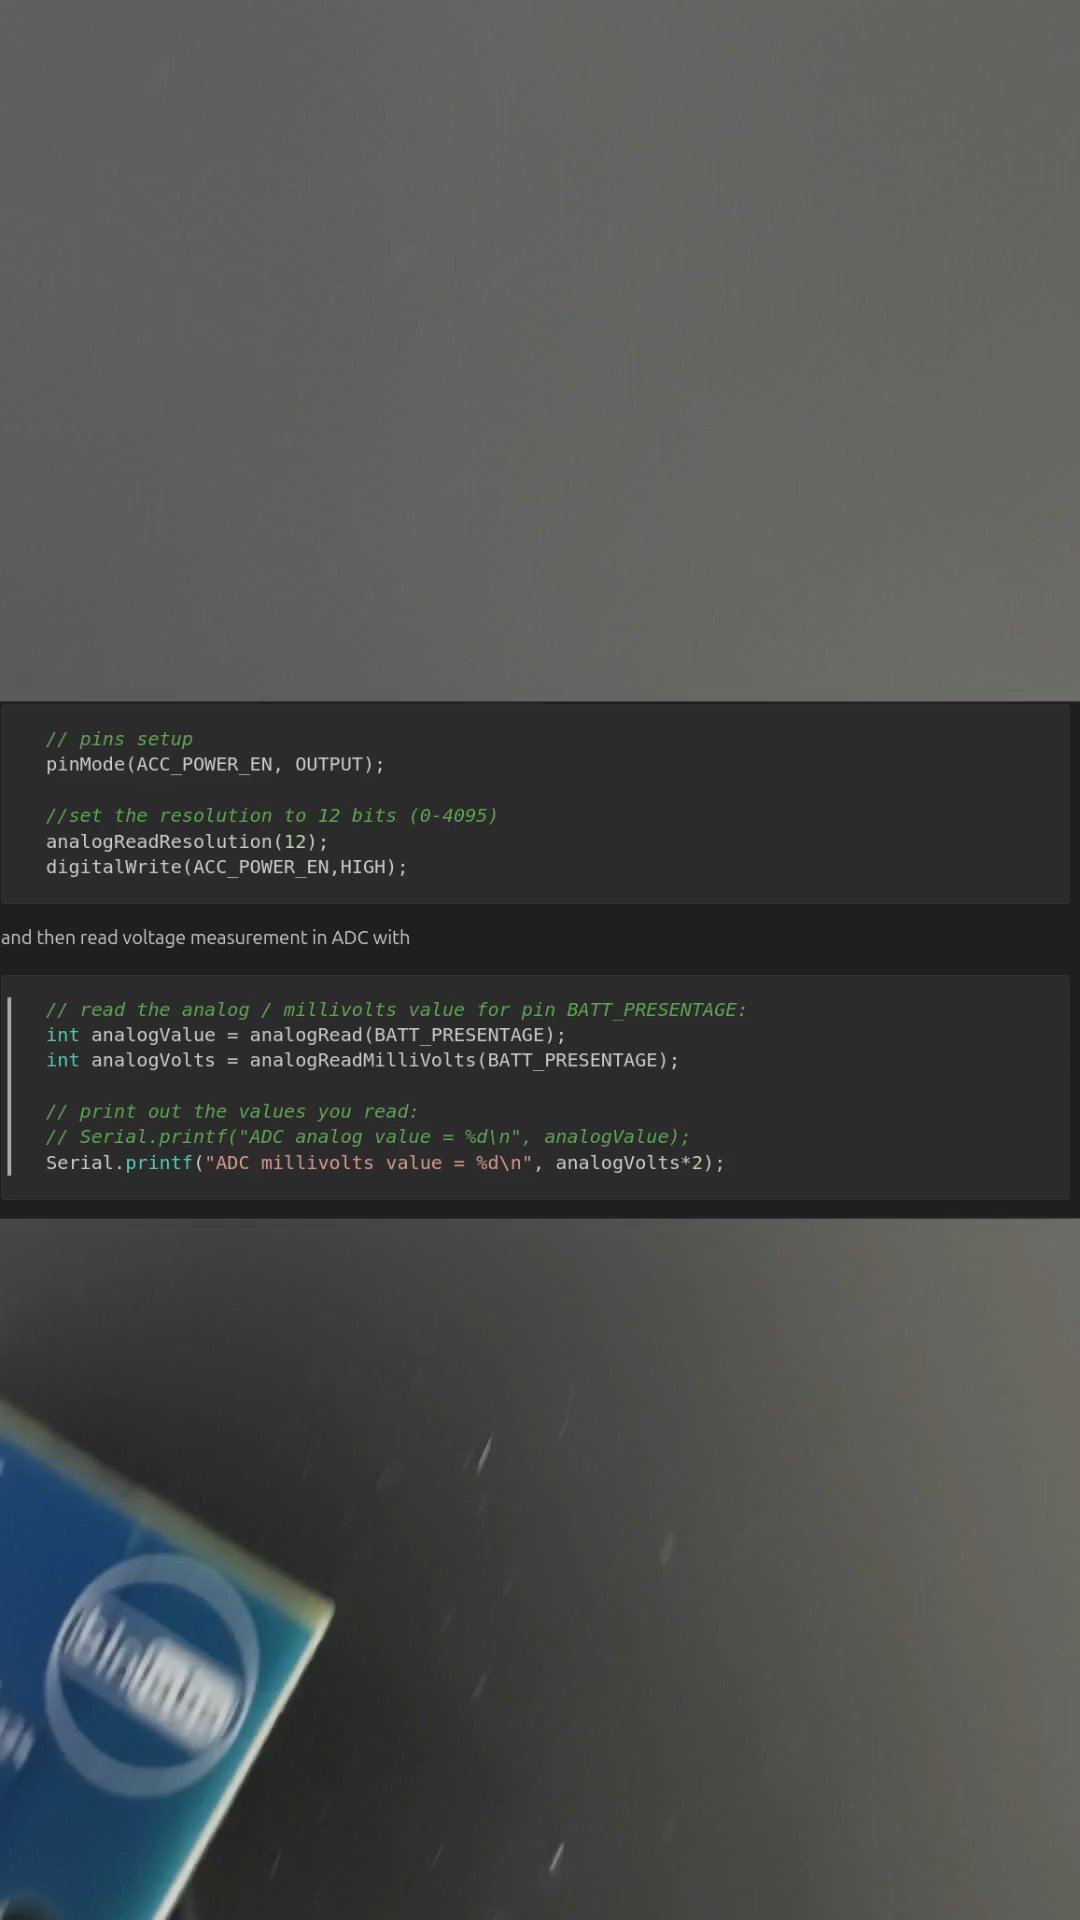 // pins setup
pinMode(ACC_POWER_EN, OUTPUT);
//set the resolution to 12 bits (0-4095)
analogReadResolution(12);
digitalWrite(ACC_POWER_EN,HIGH);
and then read voltage measurement in ADC with
// read the analog / millivolts value for pin BATT_PRESENTAGE:
int analogValue = analogRead(BATT_PRESENTAGE);
int analogVolts = analogReadMilliVolts(BATT_PRESENTAGE);
// print out the values you read:
// Serial.printf("ADC analog value = %d\n", analogValue);
Serial.printf("ADC millivolts value = %d\n", analogVolts*2);